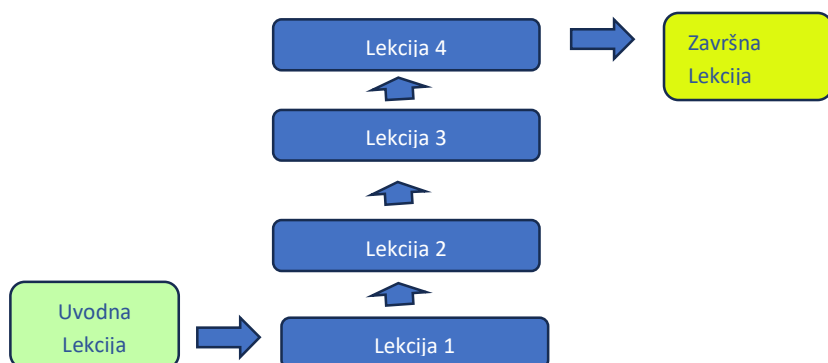 Lekcija 4
Završna
Lekcija
Lekcija 3
Lekcija 2
Uvodna
Lekcija
Lekcija 1